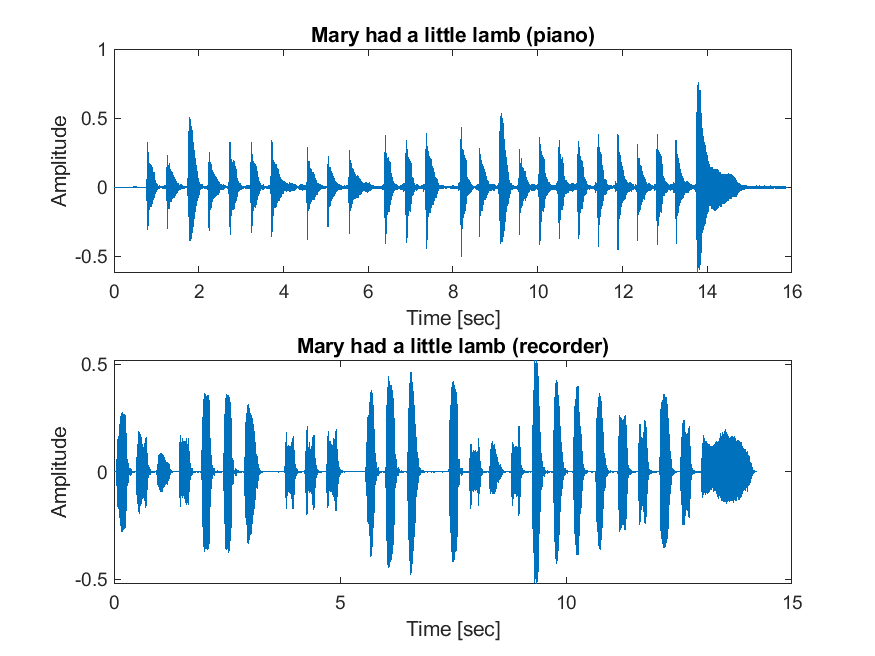 Mary had a little lamb (piano)
1
0.5
0
-0.5
Amplitude
0 2 4 6 8 10 12 14 16
Time [sec]
Mary had a little lamb (recorder)
0.5
0
-0.5
Amplitude
0 5 10 15
Time [sec]